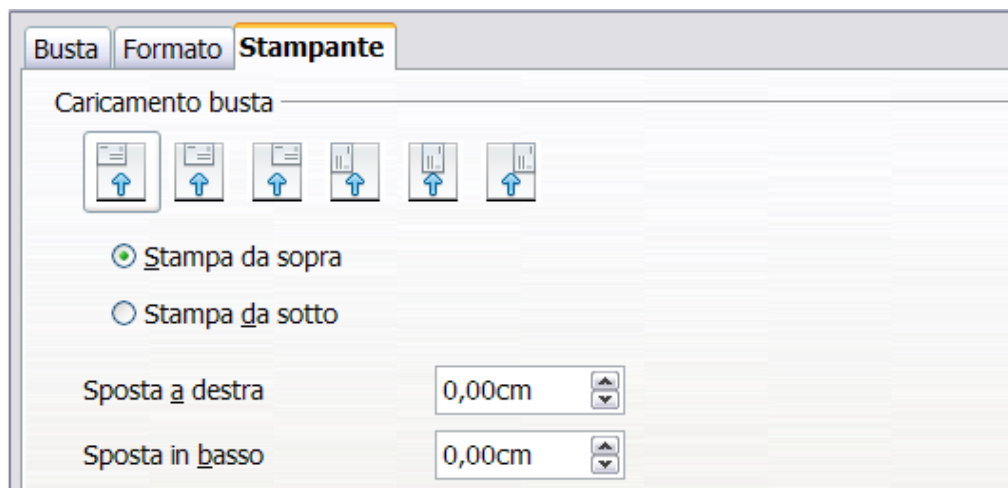 Busta Formato Stampante
Caricamento busta
Stampa da sopra
Stampa da sotto
Sposta a destra 0,00cm
Sposta in basso 0,00cm